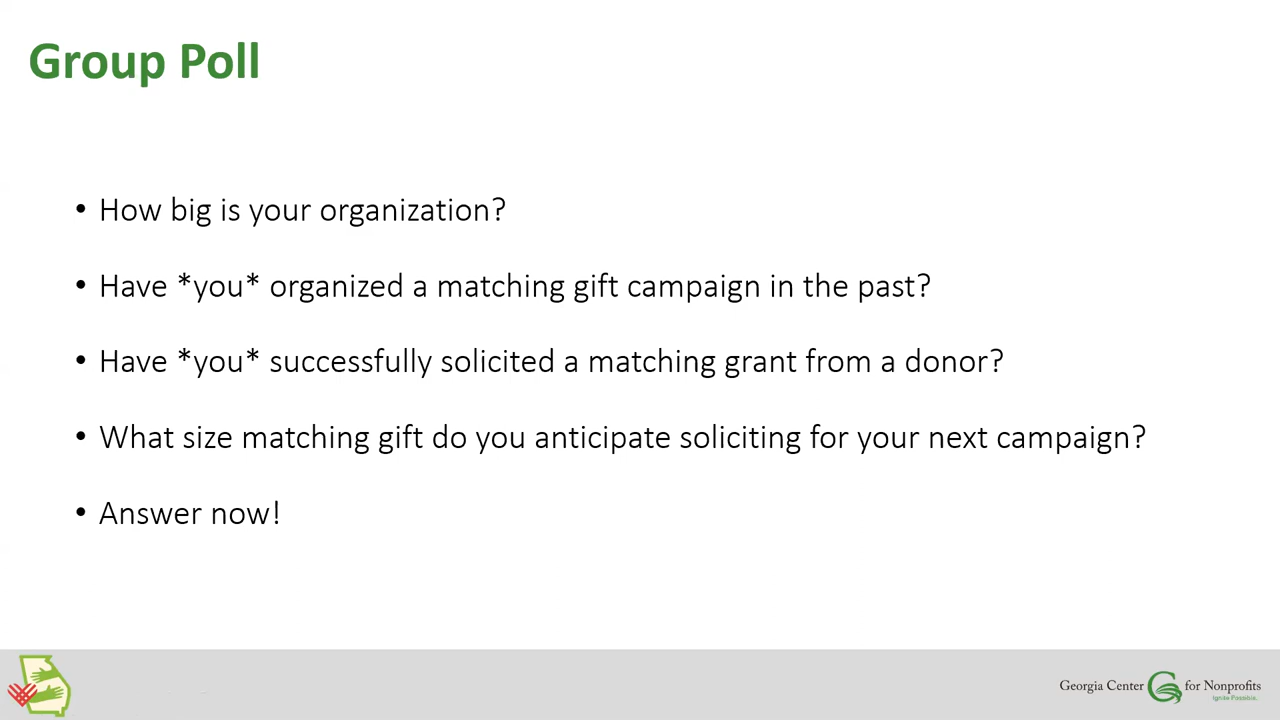 Group Poll
• How big is your organization?
• Have *you* organized a matching gift campaign in the past?
• Have *you* successfully solicited a matching grant from a donor?
• What size matching gift do you anticipate soliciting for your next campaign?
• Answer now!
Georgia Center for Nonprofits
Ignite Possible.